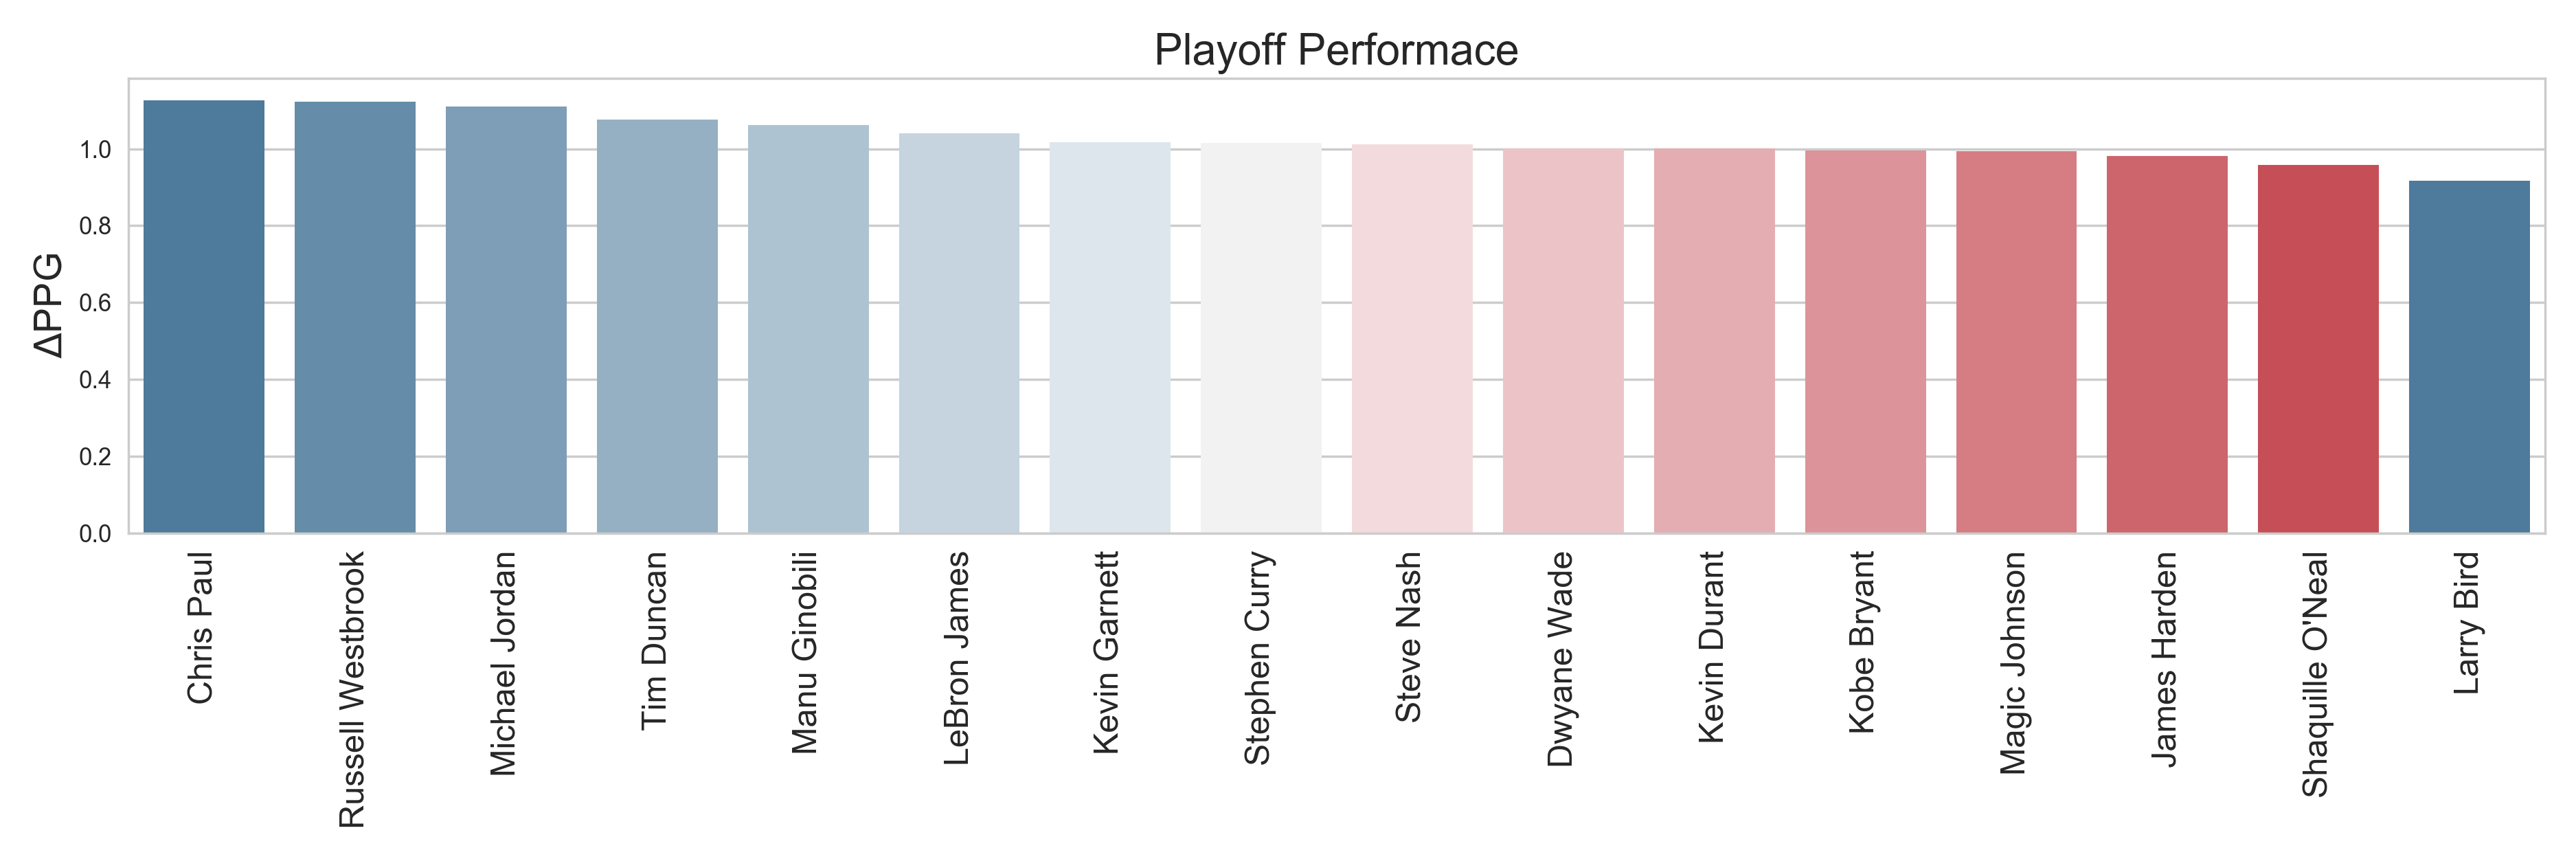 Playoff Performace
ΔPPG
1.0
0.8
0.6
0.4
0.2
0.0
Chris Paul
Russell Westbrook
Michael Jordan
Tim Duncan
Manu Ginobili
LeBron James
Kevin Garnett
Stephen Curry
Steve Nash
Dwyane Wade
Kevin Durant
Kobe Bryant
Magic Johnson
James Harden
Shaquille O'Neal
Larry Bird